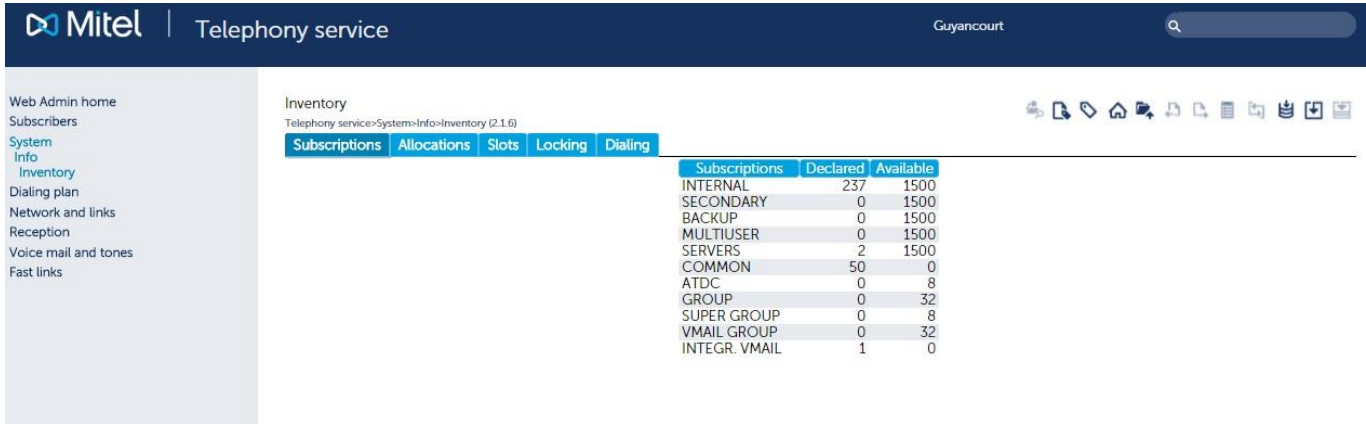 Mitel | Telephony service
Guyancourt
Web Admin home
Subscribers
System
Info
Inventory
Dialing plan
Network and links
Reception
Voice mail and tones
Fast links
Inventory
Telephony service>System>Info>Inventory (2.1.6)
Subscriptions Allocations Slots Locking Dialing
Subscriptions Declared Available
INTERNAL 237 1500
SECONDARY 0 1500
BACKUP 0 1500
MULTIUSER 0 1500
SERVERS 2 1500
COMMON 50 0
ATDC 0 8
GROUP 0 32
SUPER GROUP 0 8
VMAIL GROUP 0 32
INTEGR. VMAIL 1 0